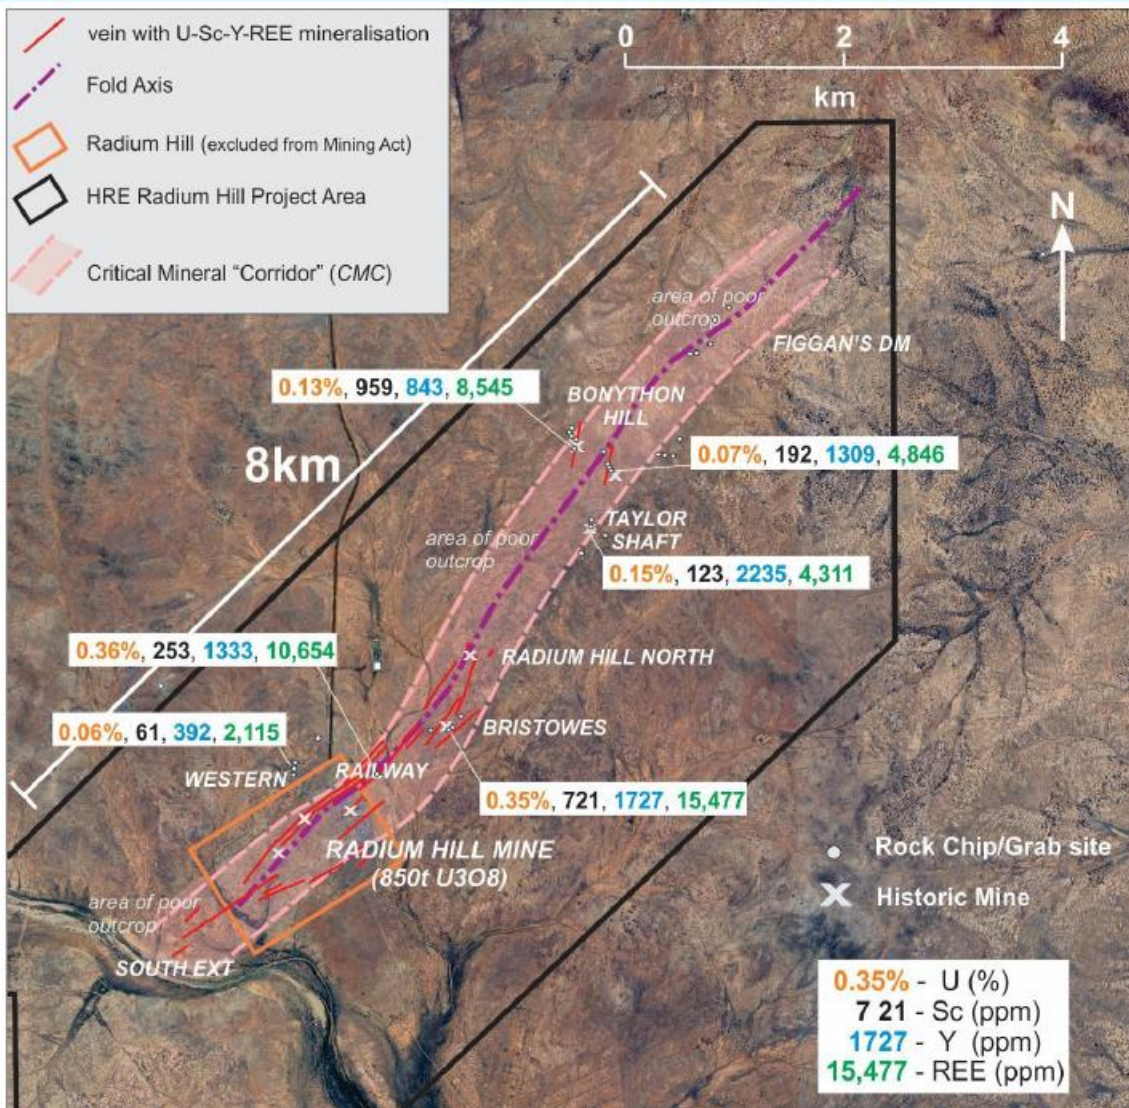 vein with U-Sc-Y-REE mineralisation
Fold Axis
Radium Hill (excluded from Mining Act)
HRE Radium Hill Project Area
Critical Mineral “Corridor” (CMC)
0 2 4
km
N
area of poor
outcrop
FIGGAN'S DM
0.13%, 959, 843, 8,545
BONYTHON
HILL
8km
0.07%, 192, 1309, 4,846
TAYLOR
SHAFT
area of poor
outcrop
0.15%, 123, 2235, 4,311
0.36%, 253, 1333, 10,654
RADIUM HILL NORTH
0.06%, 61, 392, 2,115
BRISTOWES
WESTERN
RAILWAY
0.35%, 721, 1727, 15,477
RADIUM HILL MINE
(850t U3O8)
Rock Chip/Grab site
Historic Mine
area of poor
outcrop
SOUTH EXT
0.35% - U (%)
7 21 - Sc (ppm)
1727 - Y (ppm)
15,477 - REE (ppm)